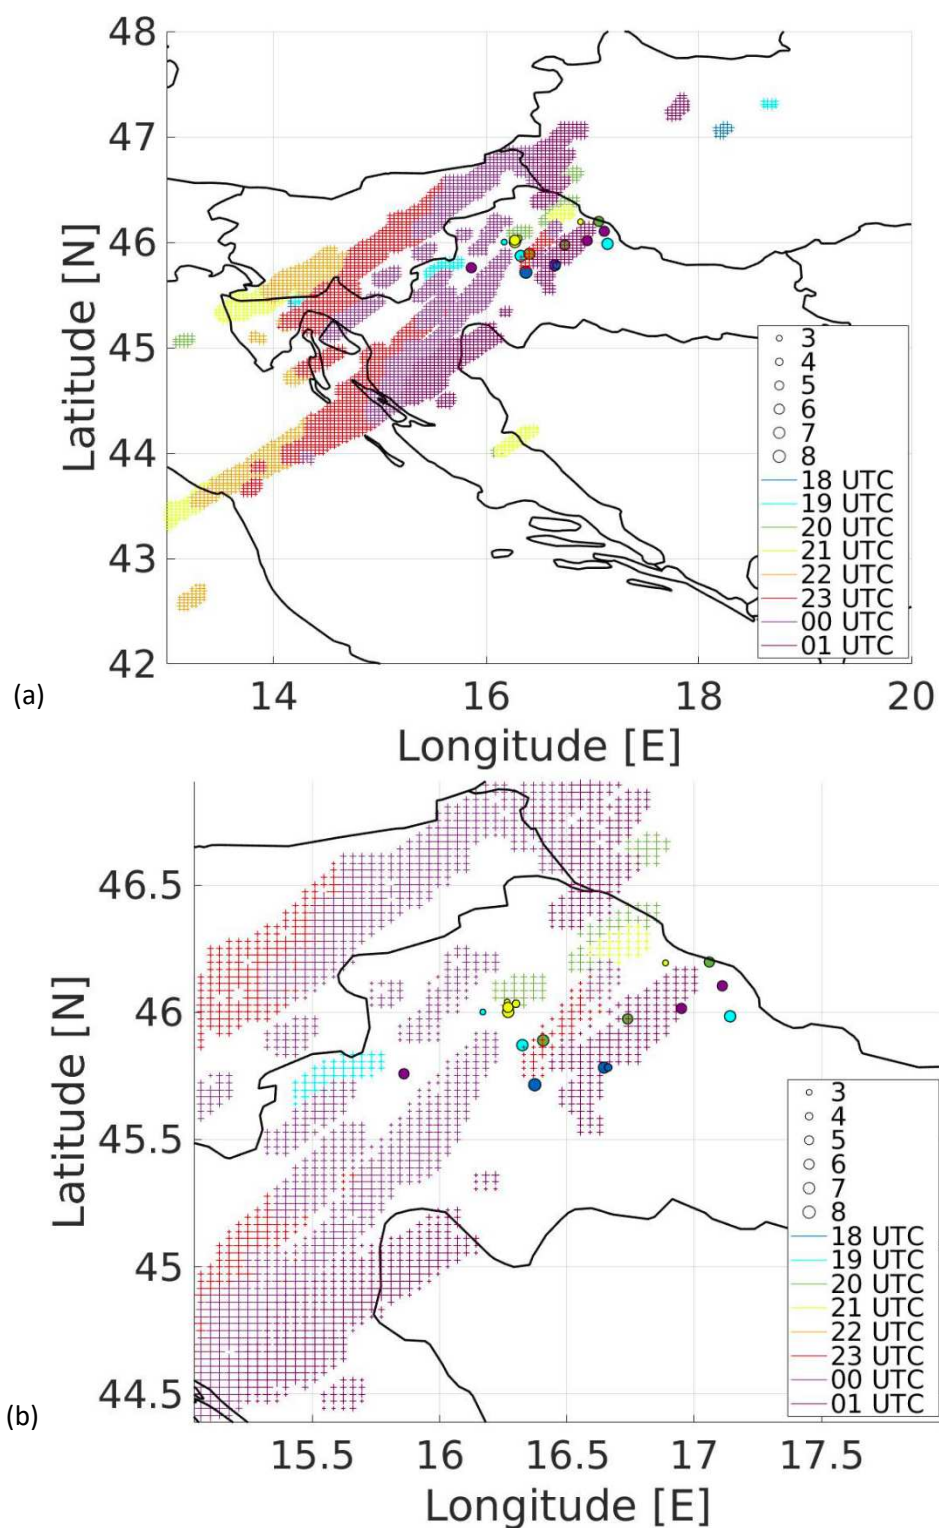 48
47
46
45
44
43
42
Latitude [N]
3
4
5
6
7
8
18 UTC
19 UTC
20 UTC
21 UTC
22 UTC
23 UTC
00 UTC
01 UTC
(a)
14 16 18 20
Longitude [E]
46.5
46
45.5
45
44.5
Latitude [N]
3
4
5
6
7
8
18 UTC
19 UTC
20 UTC
21 UTC
22 UTC
23 UTC
00 UTC
01 UTC
(b)
15.5 16 16.5 17 17.5
Longitude [E]